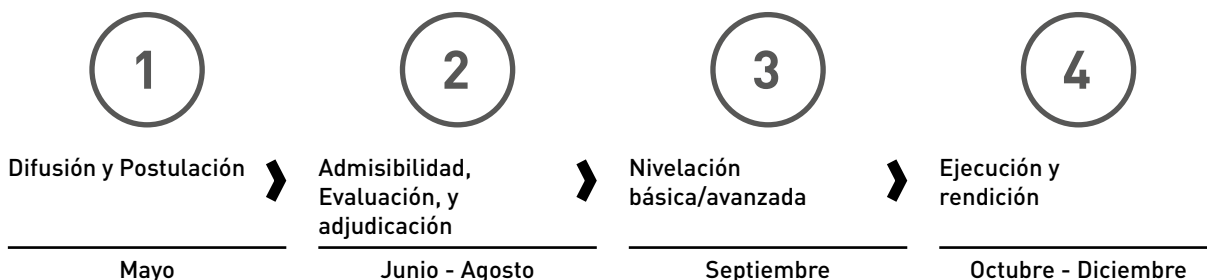 1
Difusión y Postulación
Mayo
2
Admisibilidad,
Evaluación, y
adjudicación
Junio - Agosto
3
Nivelación
básica/avanzada
Septiembre
4
Ejecución y
rendición
Octubre - Diciembre